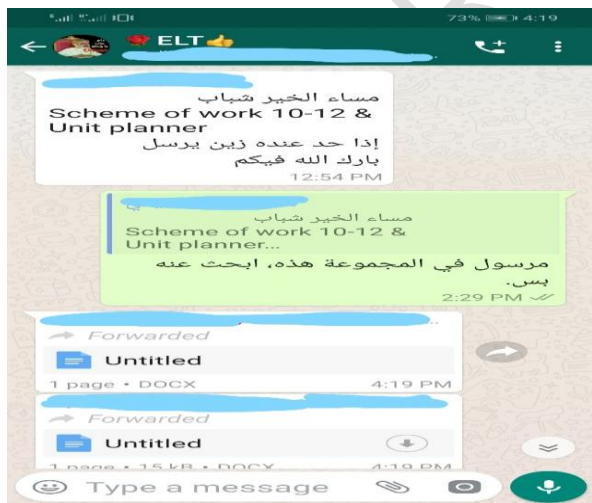 73% 4:19
ELT
مساء الخير شباب
Scheme of work 10-12 &
Unit planner
إذا حد عنده زين يرسل
بارك الله فيكم
12:54 PM
مساء الخير شباب
Scheme of work 10-12 &
Unit planner...
مرسول في المجموعة هذه، ابحث عنه
بس.
2:29 PM
Forwarded
Untitled
1 page • DOCX 4:19 PM
Forwarded
Untitled
1 page • 15 kB • DOCX 4:19 PM
Type a message